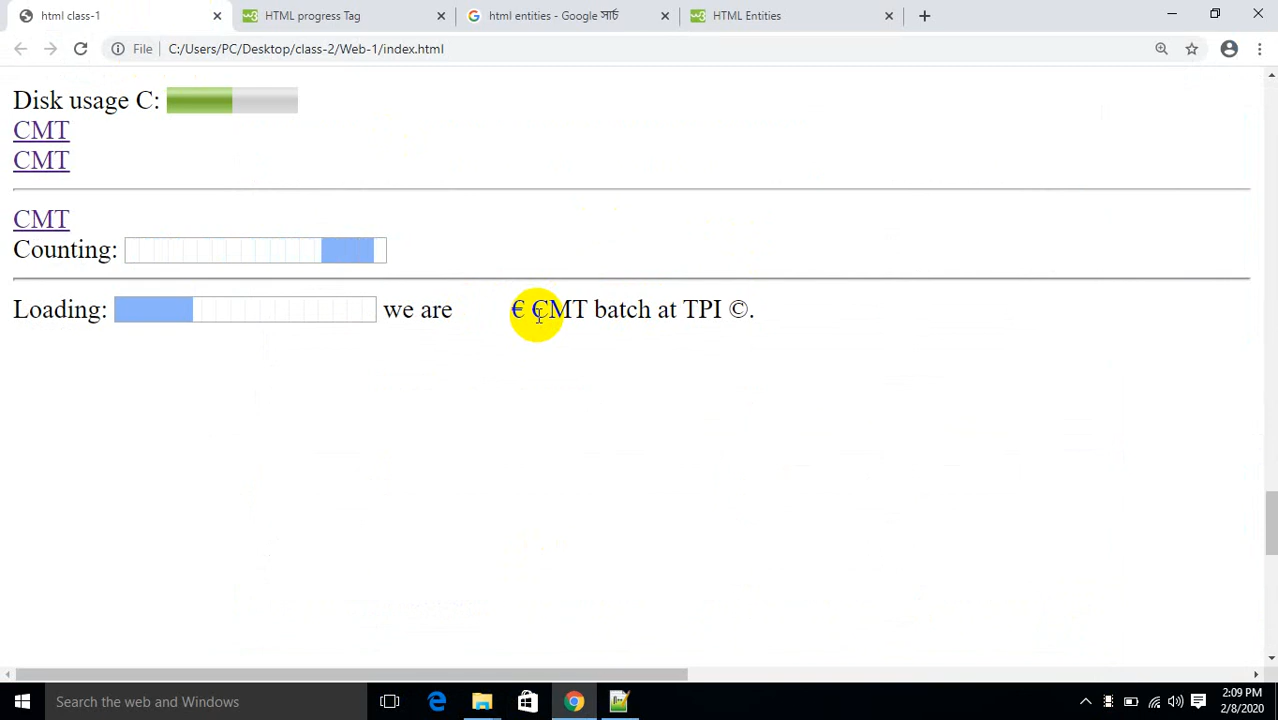 html class-1
HTML progress Tag
html entities - Google সার্চ
HTML Entities
File C:/Users/PC/Desktop/class-2/Web-1/index.html
Disk usage C:
CMT
CMT
CMT
Counting:
Loading: we are € CMT batch at TPI ©.
Search the web and Windows
2:09 PM
2/8/2020